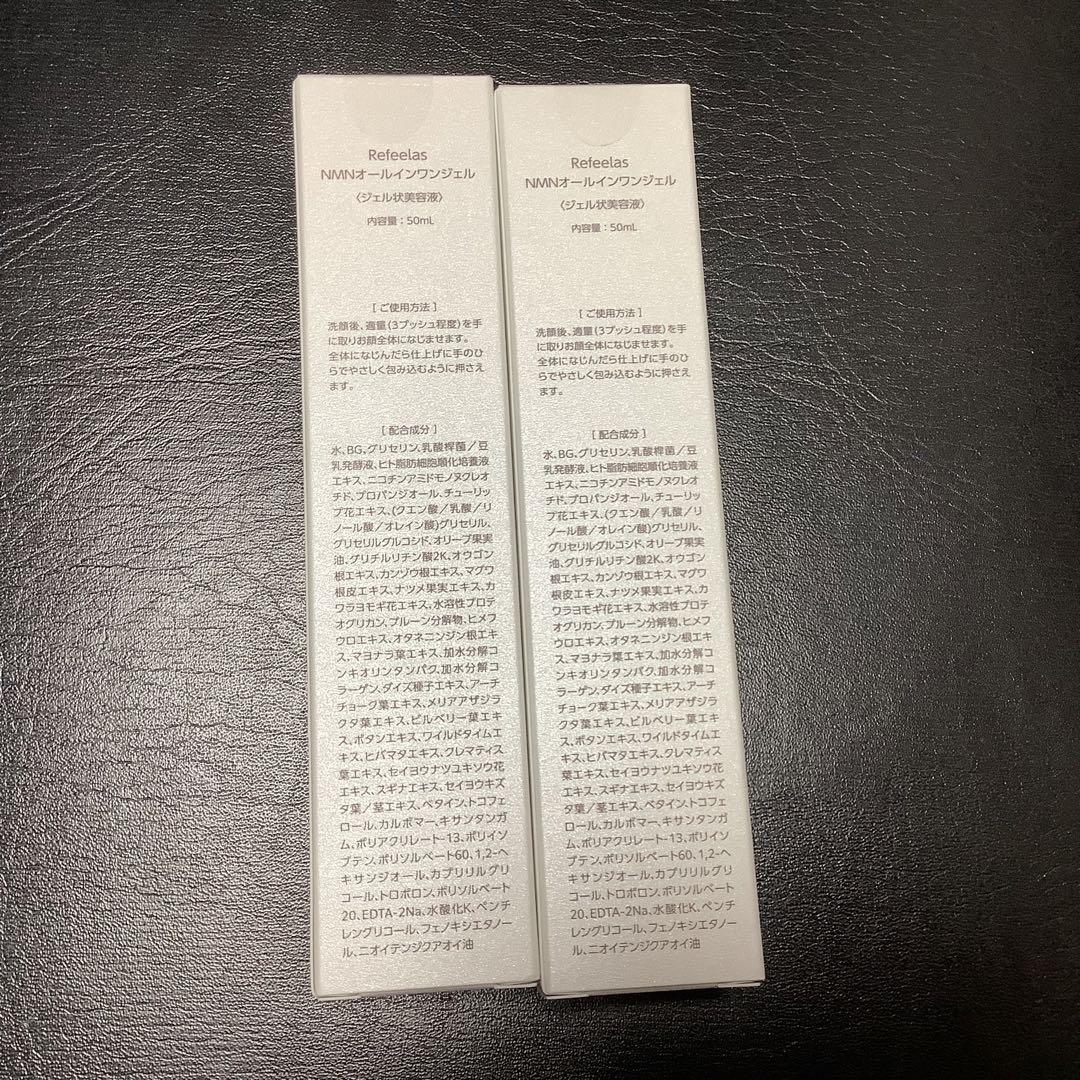 Refeelas
NMNオールインワンジェル
〈ジェル状美容液〉
内容量：50mL
[ ご使用方法 ]
洗顔後、適量(3プッシュ程度)を手
に取りお顔全体になじませます。
全体になじんだら仕上げに手のひ
らでやさしく包み込むように押さえ
ます。
[ 配合成分 ]
水、BG、グリセリン、乳酸桿菌／豆
乳発酵液、ヒト脂肪細胞順化培養液
エキス、ニコチンアミドモノヌクレオ
チド、プロパンジオール、チューリッ
プ花エキス、(クエン酸／乳酸／リ
ノール酸／オレイン酸)グリセリル、
グリセリルグルコシド、オリーブ果実
油、グリチルリチン酸2K、オウゴン
根エキス、カンゾウ根エキス、マグワ
根皮エキス、ナツメ果実エキス、カ
ワラヨモギ花エキス、水溶性プロテ
オグリカン、プルーン分解物、ヒメフ
ウロエキス、オタネニンジン根エキ
ス、マヨナラ葉エキス、加水分解コ
ンキオリンタンパク、加水分解コ
ラーゲン、ダイズ種子エキス、アーチ
チョーク葉エキス、メリアアザジラ
クタ葉エキス、ビルベリー葉エキ
ス、ボタンエキス、ワイルドタイムエ
キス、ヒバマタエキス、クレマティス
葉エキス、セイヨウナツユキソウ花
エキス、スギナエキス、セイヨウキズ
タ葉／茎エキス、ベタイン、トコフェ
ロール、カルボマー、キサンタンガ
ム、ポリアクリレート-13、ポリイソ
ブテン、ポリソルベート60、1,2-ヘ
キサンジオール、カプリリルグリ
コール、トロポロン、ポリソルベート
20、EDTA-2Na、水酸化K、ペンチ
レングリコール、フェノキシエタノー
ル、ニオイテンジクアオイ油
Refeelas
NMNオールインワンジェル
〈ジェル状美容液〉
内容量：50mL
[ ご使用方法 ]
洗顔後、適量(3プッシュ程度)を手
に取りお顔全体になじませます。
全体になじんだら仕上げに手のひ
らでやさしく包み込むように押さえ
ます。
[ 配合成分 ]
水、BG、グリセリン、乳酸桿菌／豆
乳発酵液、ヒト脂肪細胞順化培養液
エキス、ニコチンアミドモノヌクレオ
チド、プロパンジオール、チューリッ
プ花エキス、(クエン酸／乳酸／リ
ノール酸／オレイン酸)グリセリル、
グリセリルグルコシド、オリーブ果実
油、グリチルリチン酸2K、オウゴン
根エキス、カンゾウ根エキス、マグワ
根皮エキス、ナツメ果実エキス、カ
ワラヨモギ花エキス、水溶性プロテ
オグリカン、プルーン分解物、ヒメフ
ウロエキス、オタネニンジン根エキ
ス、マヨナラ葉エキス、加水分解コ
ンキオリンタンパク、加水分解コ
ラーゲン、ダイズ種子エキス、アーチ
チョーク葉エキス、メリアアザジラ
クタ葉エキス、ビルベリー葉エキ
ス、ボタンエキス、ワイルドタイムエ
キス、ヒバマタエキス、クレマティス
葉エキス、セイヨウナツユキソウ花
エキス、スギナエキス、セイヨウキズ
タ葉／茎エキス、ベタイン、トコフェ
ロール、カルボマー、キサンタンガ
ム、ポリアクリレート-13、ポリイソ
ブテン、ポリソルベート60、1,2-ヘ
キサンジオール、カプリリルグリ
コール、トロポロン、ポリソルベート
20、EDTA-2Na、水酸化K、ペンチ
レングリコール、フェノキシエタノー
ル、ニオイテンジクアオイ油